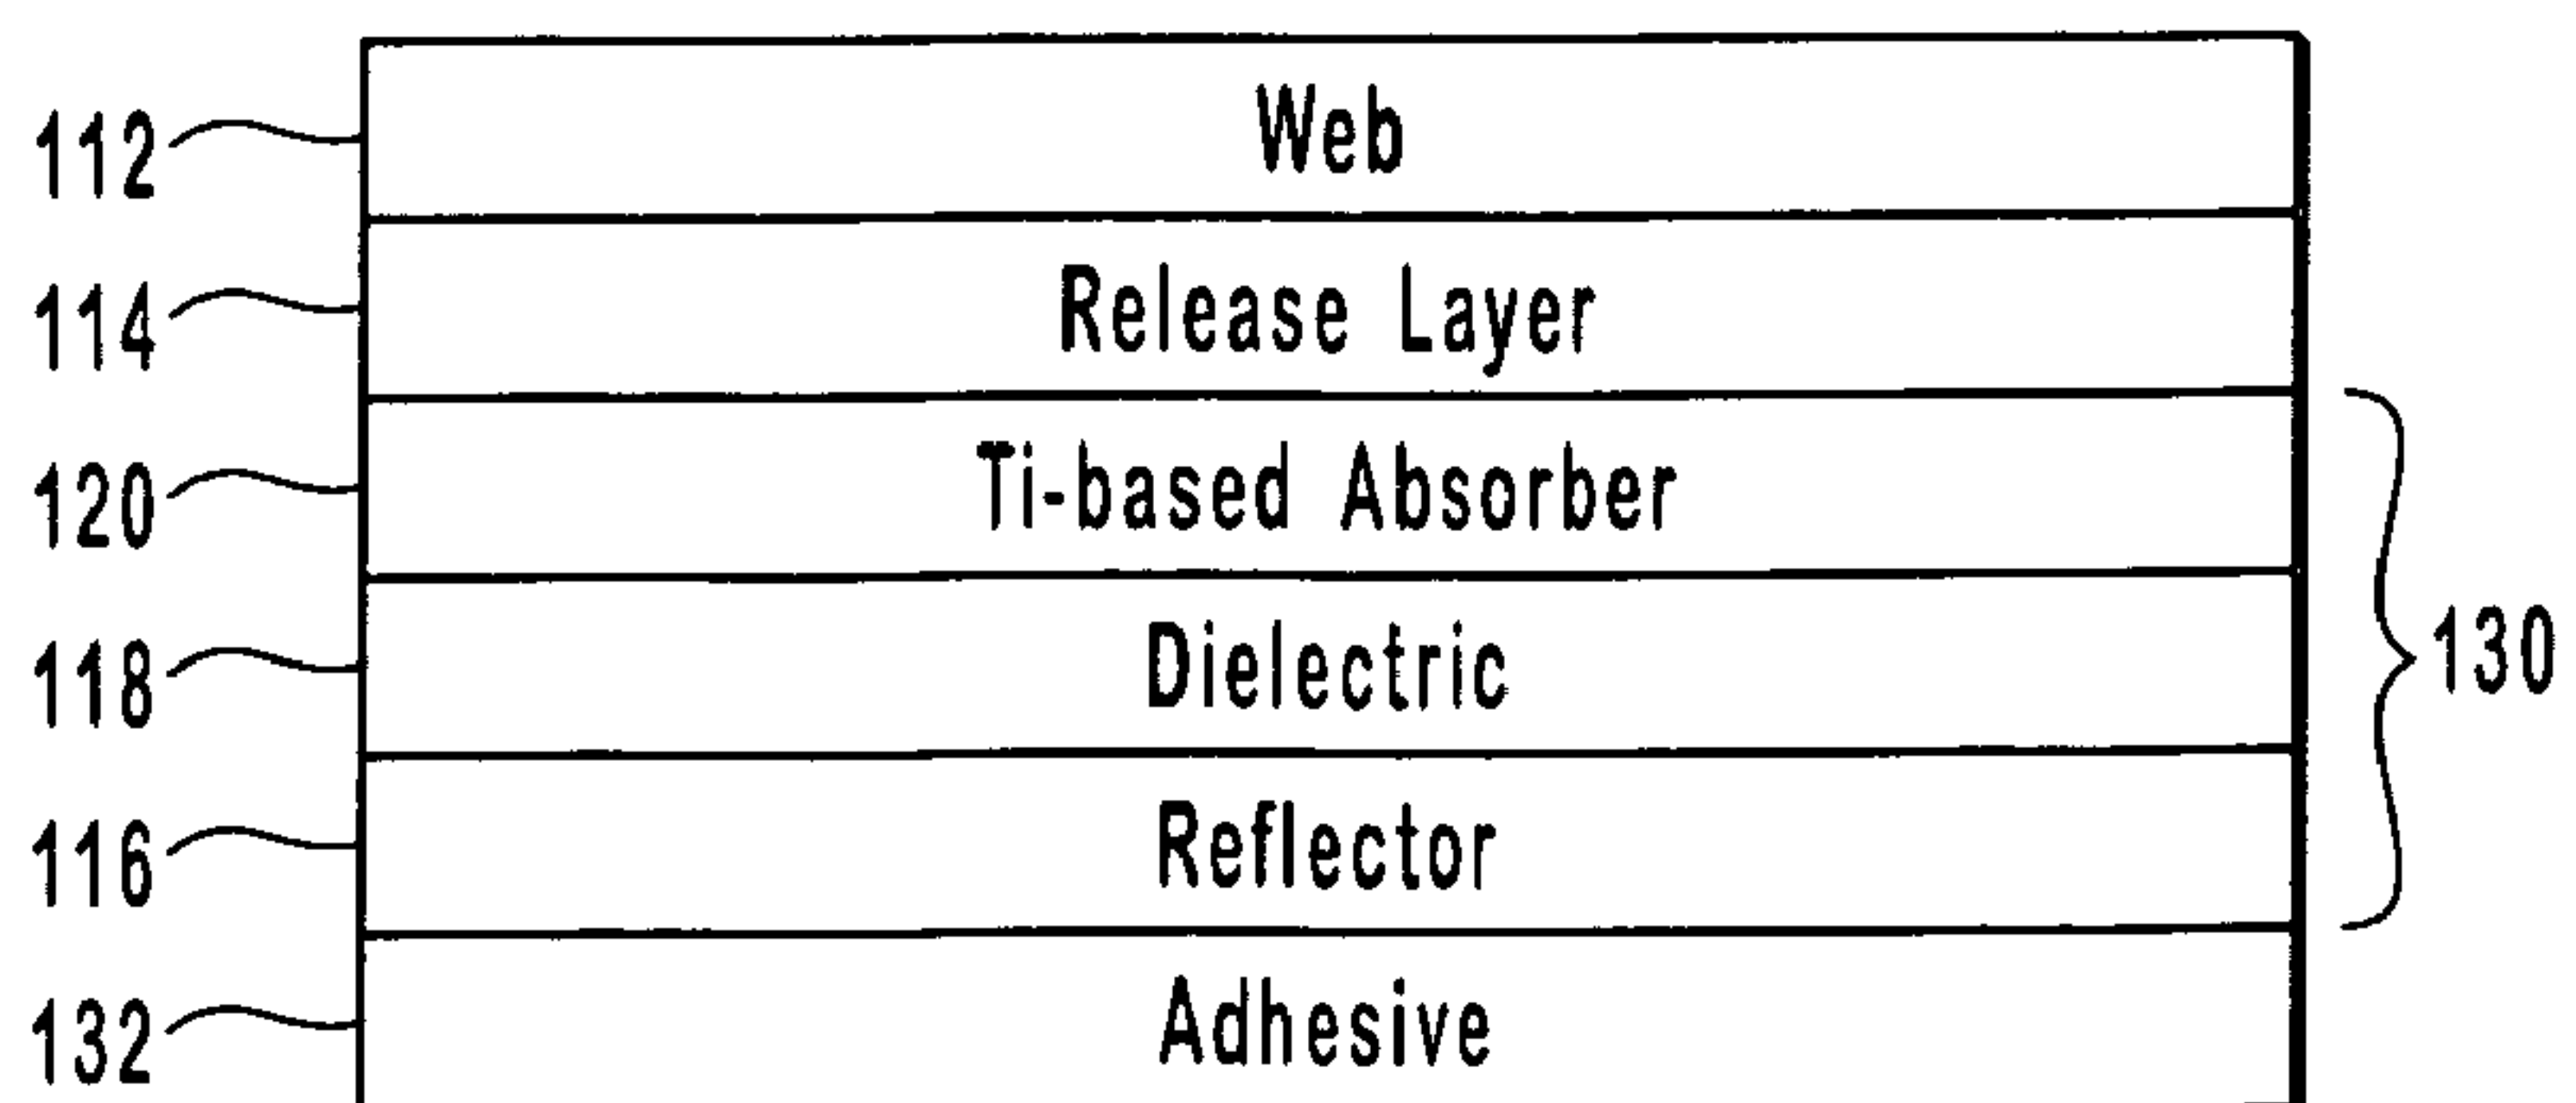 112 Web
114 Release Layer
120 Ti-based Absorber
118 Dielectric
130
116 Reflector
132 Adhesive